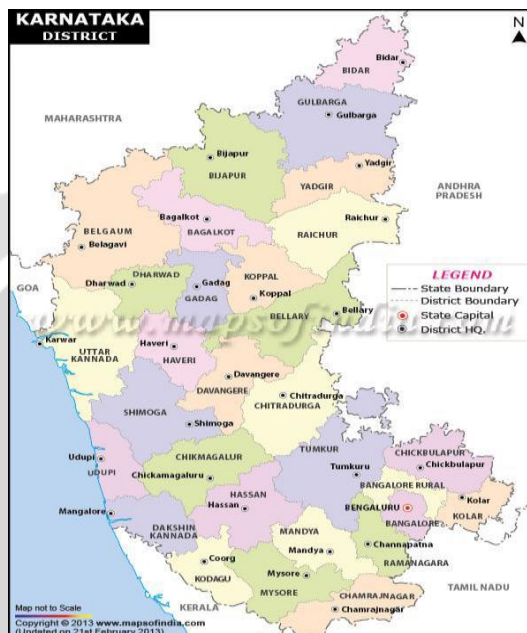 KARNATAKA
DISTRICT
N
Bidar
BIDAR
GULBARGA
Gulbarga
MAHARASHTRA
Bijapur
BIJAPUR
Yadgir
YADGIR
ANDHRA
PRADESH
Bagalkot
BAGALKOT
Raichur
RAICHUR
BELGAUM
Belagavi
DHARWAD
Dharwad
Gadag
GADAG
KOPPAL
Koppal
GOA
LEGEND
State Boundary
District Boundary
State Capital
District HQ.
BELLARY
Bellary
www.mapsofindia.com
Karwar
UTTAR
KANNADA
Haveri
HAVERI
Davangere
DAVANGERE
Chitradurga
CHITRADURGA
SHIMOGA
Shimoga
TUMKUR
Tumkuru
CHICKBULAPUR
Chickbulapur
Udupi
UDUPI
CHIKMAGALUR
Chickamagaluru
BANGALORE RURAL
Kolar
KOLAR
HASSAN
Hassan
BENGALURU
BANGALORE
Mangalore
DAKSHIN
KANNADA
MANDYA
Mandya
Channapatna
RAMANAGARA
Coorg
KODAGU
Mysore
MYSORE
CHAMRAJNAGAR
Chamrajnagar
TAMIL NADU
KERALA
Map not to Scale
Copyright © 2013 www.mapsofindia.com
(Updated on 21st February 2013)